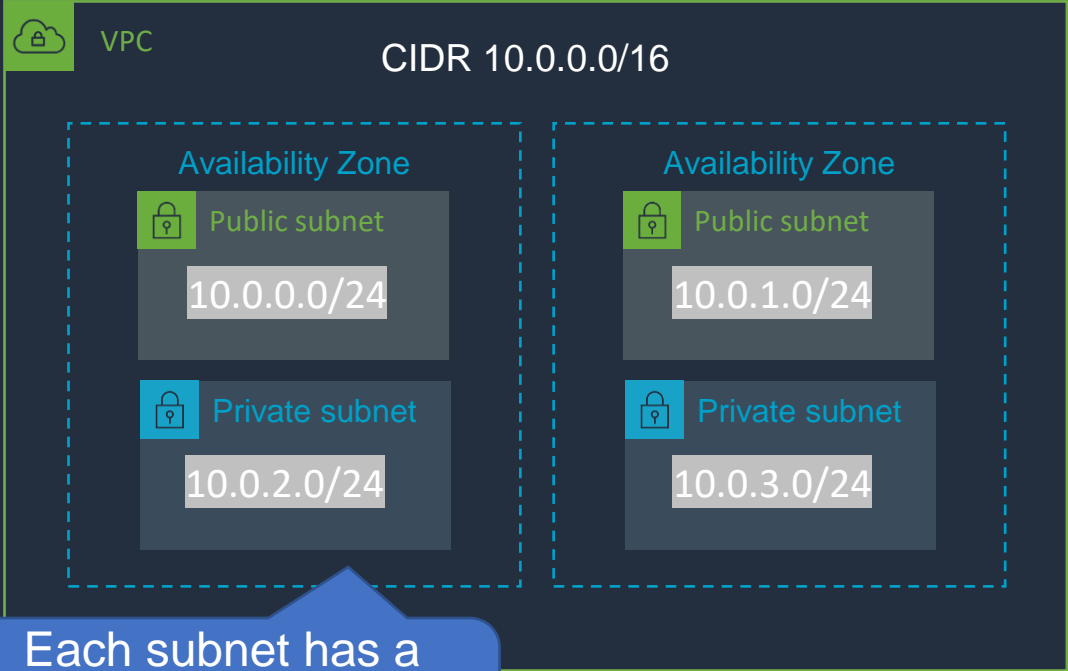 VPC
CIDR 10.0.0.0/16
Availability Zone
Public subnet
10.0.0.0/24
Private subnet
10.0.2.0/24
Availability Zone
Public subnet
10.0.1.0/24
Private subnet
10.0.3.0/24
Each subnet has a